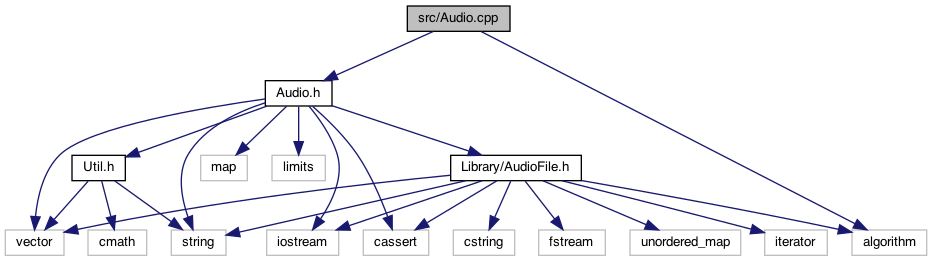 src/Audio.cpp
Audio.h
Util.h
map
limits
Library/AudioFile.h
vector
cmath
string
iostream
cassert
cstring
fstream
unordered_map
iterator
algorithm